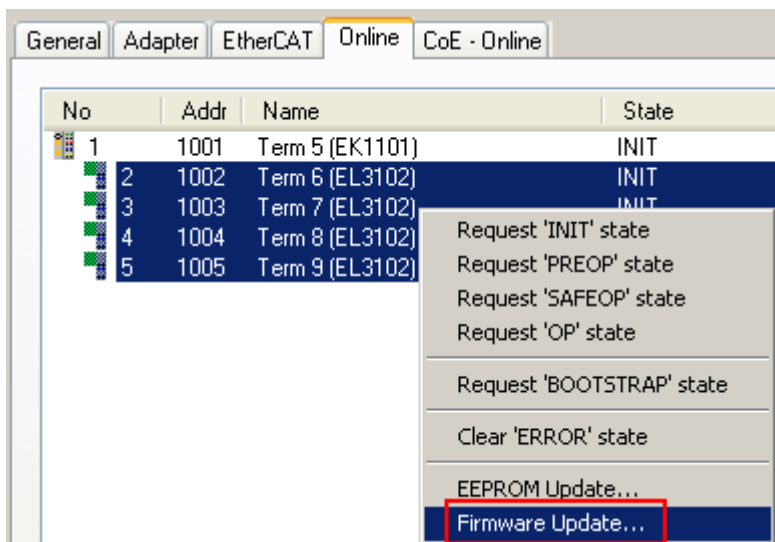 General Adapter EtherCAT Online CoE - Online
No Addr Name State
1 1001 Term 5 (EK1101) INIT
2 1002 Term 6 (EL3102) INIT
3 1003 Term 7 (EL3102) INIT
4 1004 Term 8 (EL3102)
5 1005 Term 9 (EL3102)
Request 'INIT' state
Request 'PREOP' state
Request 'SAFEOP' state
Request 'OP' state
Request 'BOOTSTRAP' state
Clear 'ERROR' state
EEPROM Update...
Firmware Update...